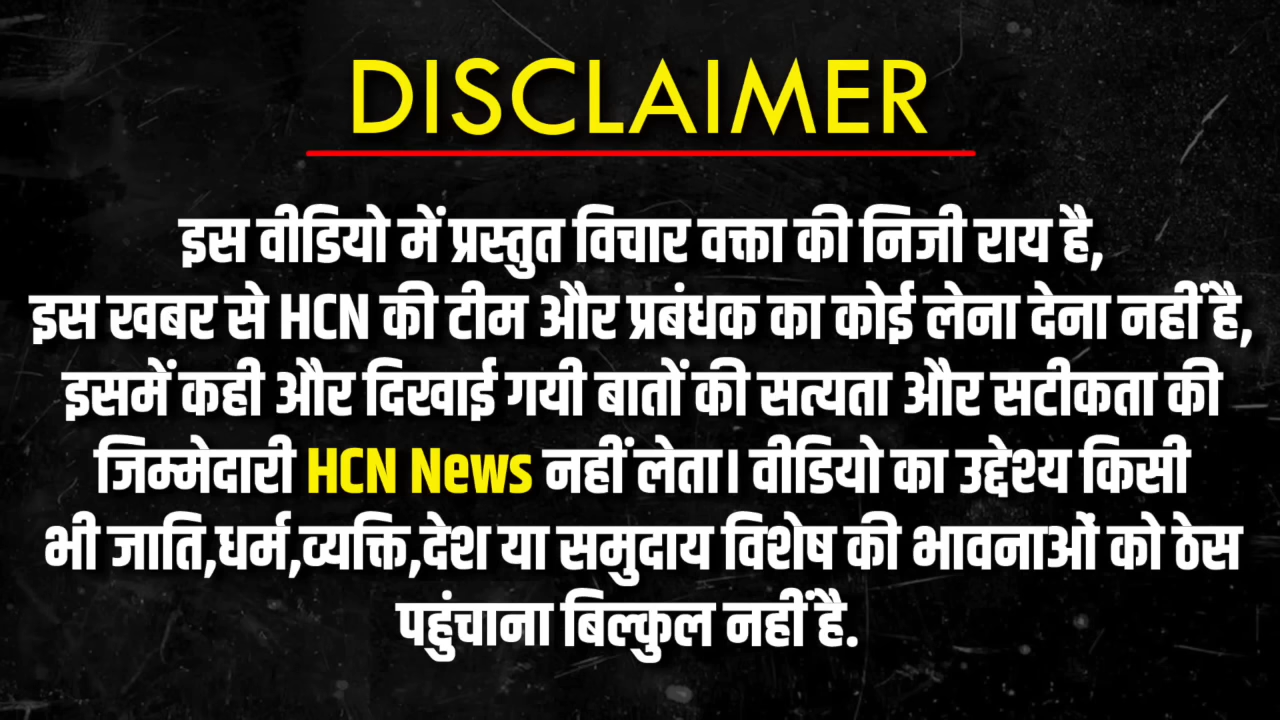 DISCLAIMER
इस वीडियो में प्रस्तुत विचार वक्ता की निजी राय है,
इस खबर से HCN की टीम और प्रबंधक का कोई लेना देना नहीं है,
इसमें कही और दिखाई गयी बातों की सत्यता और सटीकता की
जिम्मेदारी HCN News नहीं लेता। वीडियो का उद्देश्य किसी
भी जाति,धर्म,व्यक्ति,देश या समुदाय विशेष की भावनाओं को ठेस
पहुंचाना बिल्कुल नहीं है.